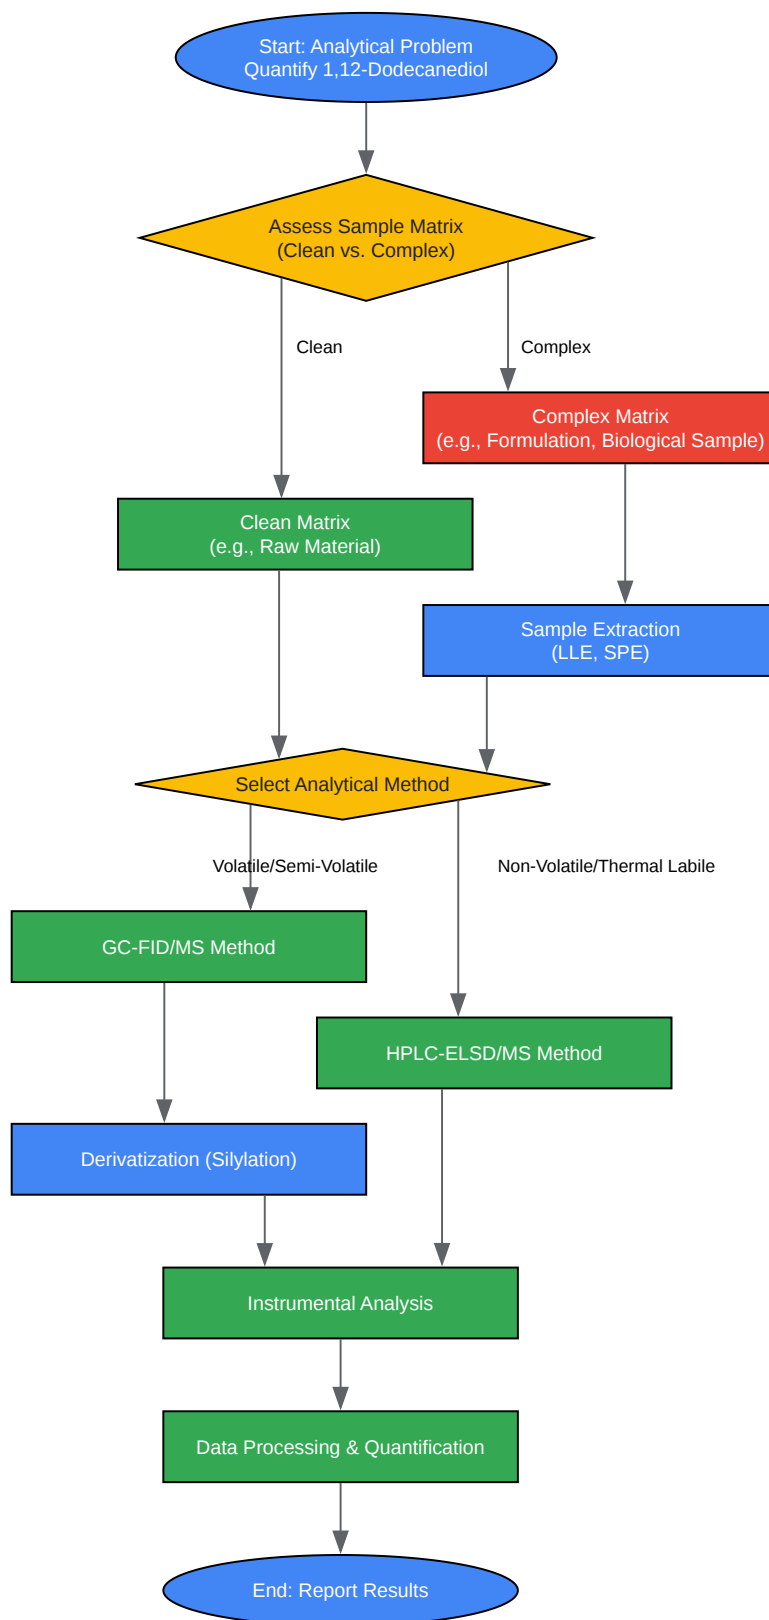 Start: Analytical Problem
Quantify 1,12-Dodecanediol
Assess Sample Matrix
(Clean vs. Complex)
Clean
Complex
Complex Matrix
(e.g., Formulation, Biological Sample)
Clean Matrix
(e.g., Raw Material)
Sample Extraction
(LLE, SPE)
Select Analytical Method
Volatile/Semi-Volatile
Non-Volatile/Thermal Labile
GC-FID/MS Method
HPLC-ELSD/MS Method
Derivatization (Silylation)
Instrumental Analysis
Data Processing & Quantification
End: Report Results